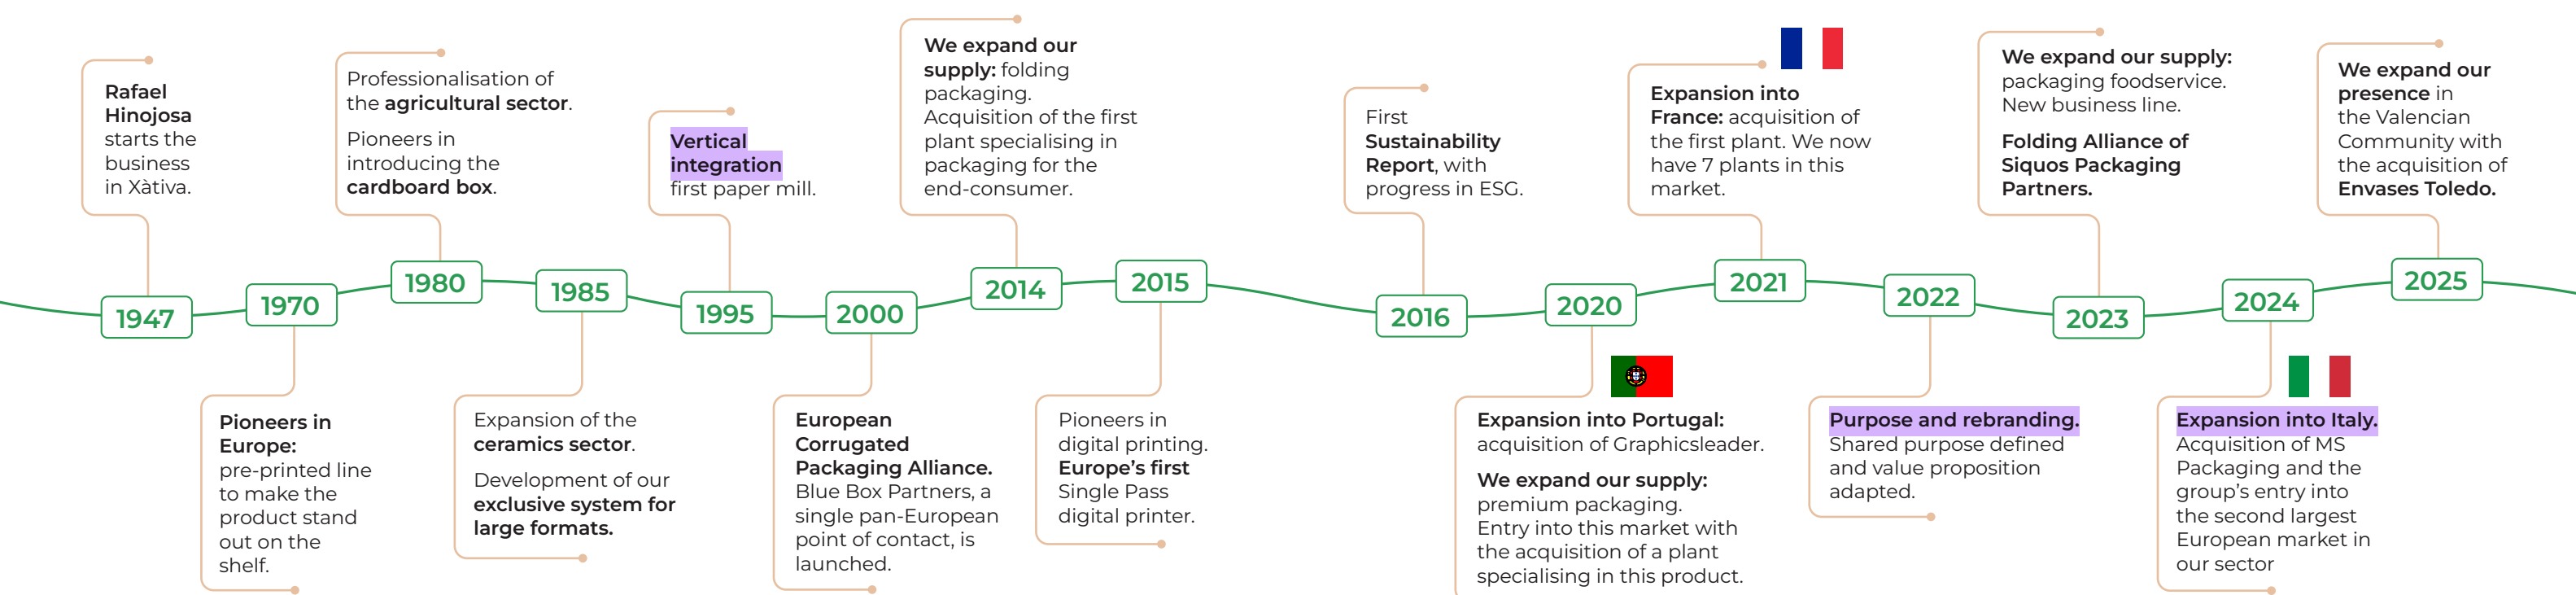 1947
Rafael
Hinojosa
starts the
business
in Xàtiva.
1970
Pioneers in
Europe:
pre-printed line
to make the
product stand
out on the
shelf.
1980
Professionalisation of
the agricultural sector.
Pioneers in
introducing the
cardboard box.
1985
Expansion of the
ceramics sector.
Development of our
exclusive system for
large formats.
1995
Vertical
integration
first paper mill.
2000
European
Corrugated
Packaging Alliance.
Blue Box Partners, a
single pan-European
point of contact, is
launched.
2014
We expand our
supply: folding
packaging.
Acquisition of the first
plant specialising in
packaging for the
end-consumer.
2015
Pioneers in
digital printing.
Europe’s first
Single Pass
digital printer.
2016
First
Sustainability
Report, with
progress in ESG.
2020
Expansion into Portugal:
acquisition of Graphicsleader.
We expand our supply:
premium packaging.
Entry into this market with
the acquisition of a plant
specialising in this product.
2021
Expansion into
France: acquisition of
the first plant. We now
have 7 plants in this
market.
2022
Purpose and rebranding.
Shared purpose defined
and value proposition
adapted.
2023
We expand our supply:
packaging foodservice.
New business line.
Folding Alliance of
Siquos Packaging
Partners.
2024
Expansion into Italy.
Acquisition of MS
Packaging and the
group’s entry into
the second largest
European market in
our sector
2025
We expand our
presence in
the Valencian
Community with
the acquisition of
Envases Toledo.